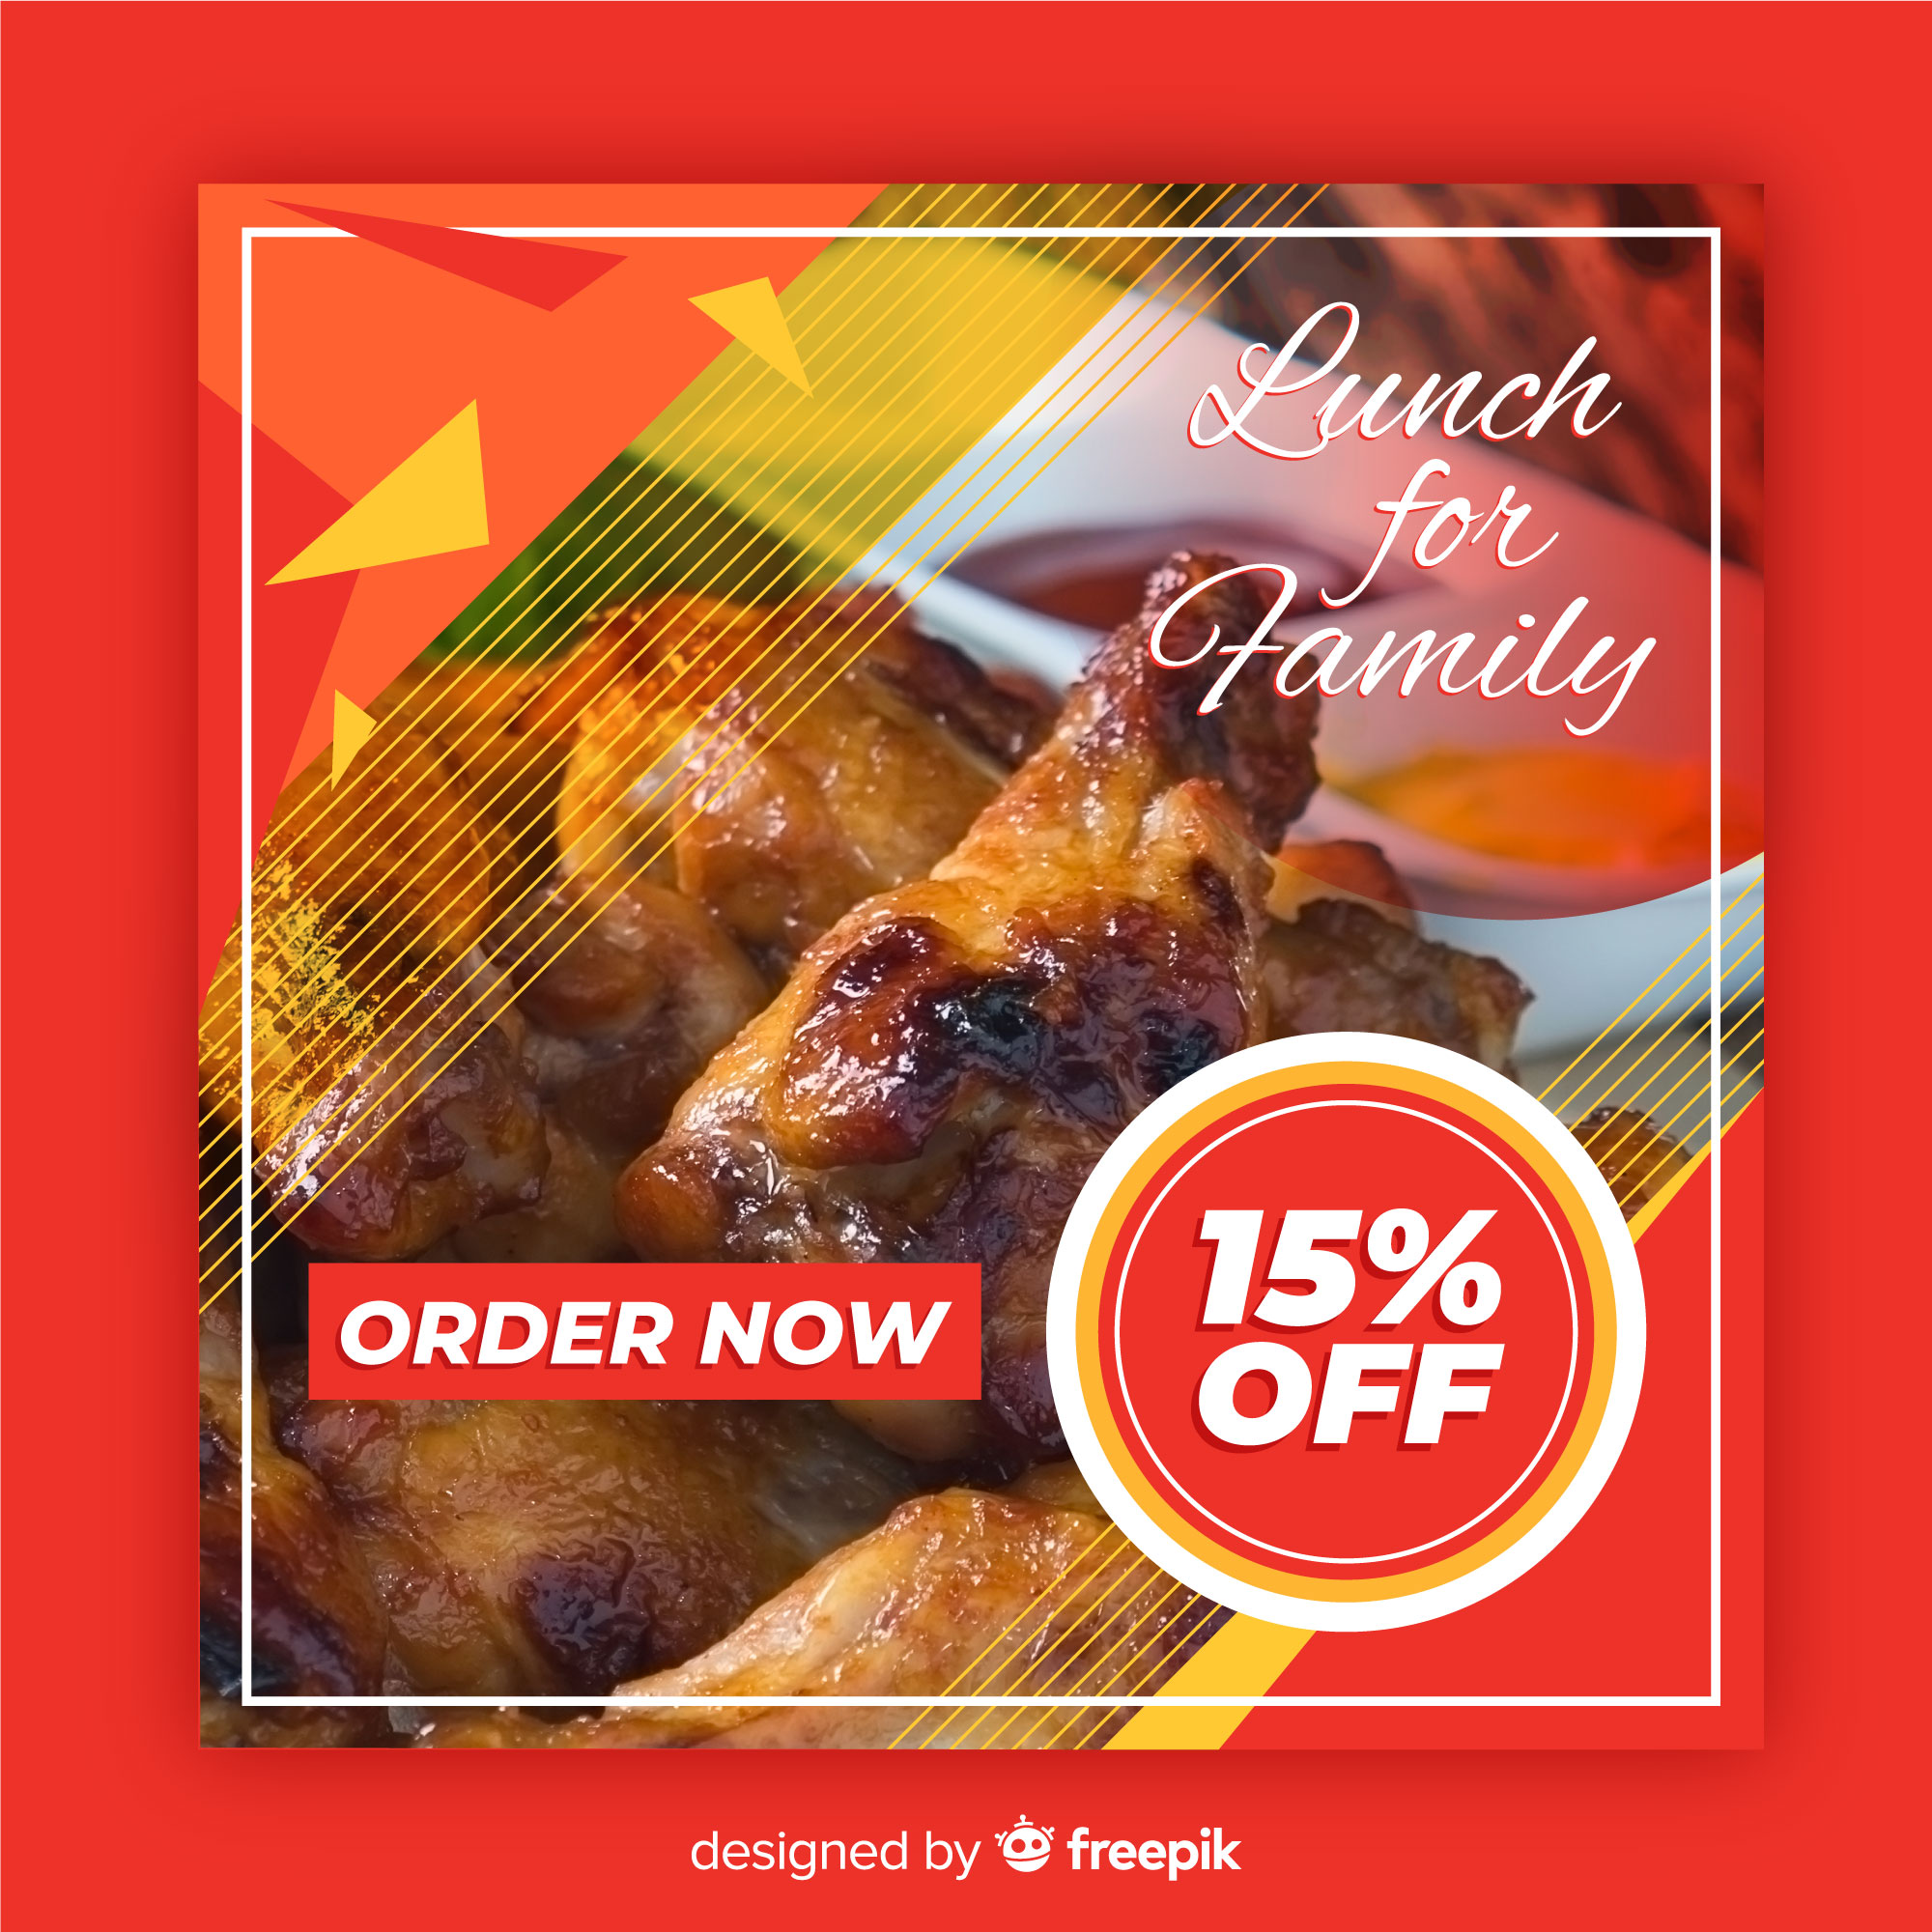 Lunch
for
Family
ORDER NOW
15%
OFF
designed by freepik